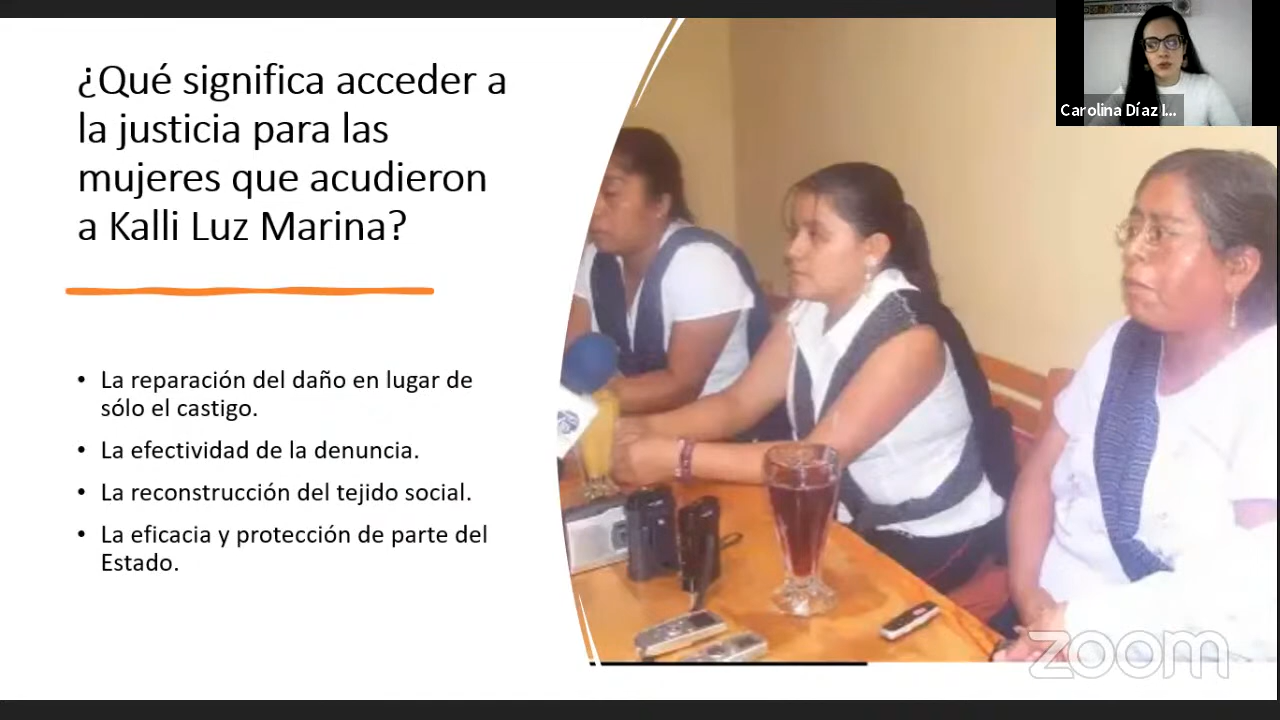 ¿Qué significa acceder a
la justicia para las
mujeres que acudieron
a Kalli Luz Marina?
• La reparación del daño en lugar de
sólo el castigo.
• La efectividad de la denuncia.
• La reconstrucción del tejido social.
• La eficacia y protección de parte del
Estado.
Carolina Díaz I...
zoom